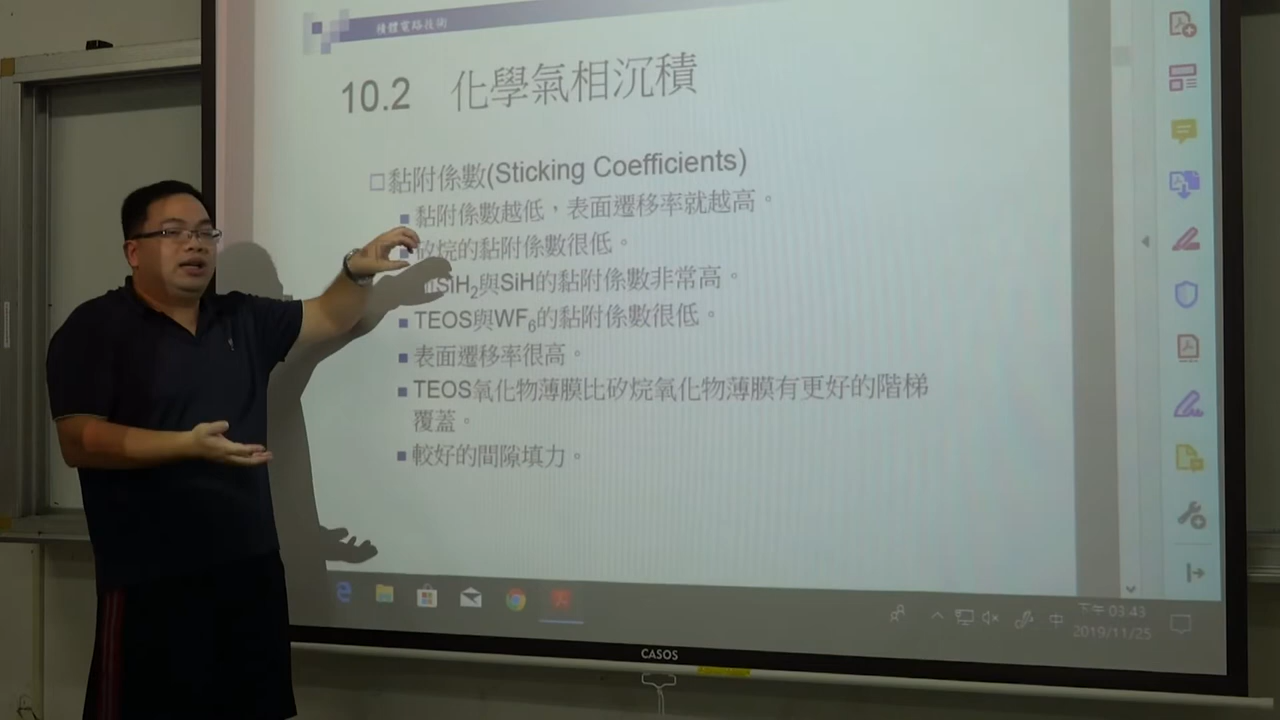 積體電路技術
10.2 化學氣相沉積
黏附係數(Sticking Coefficients)
黏附係數越低，表面遷移率就越高。
矽烷的黏附係數很低。
SiH2與SiH的黏附係數非常高。
TEOS與WF6的黏附係數很低。
表面遷移率很高。
TEOS氧化物薄膜比矽烷氧化物薄膜有更好的階梯
覆蓋。
較好的間隙填力。
中
下午 03:43
2019/11/25
CASOS